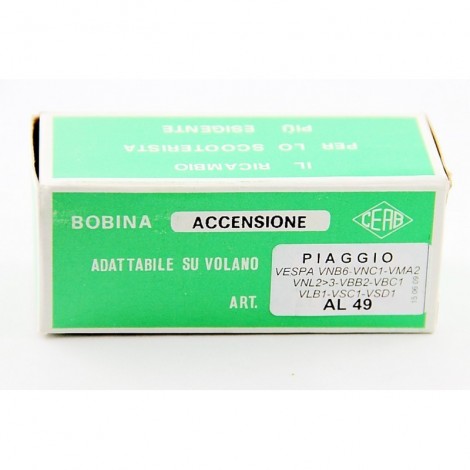 IL RICAMBIO
PER LO SCOOTERISTA
PIÙ ESIGENTE
BOBINA ACCENSIONE CEAB
ADATTABILE SU VOLANO
ART.
PIAGGIO
VESPA VNB6-VNC1-VMA2
VNL2>3-VBB2-VBC1
VLB1-VSC1-VSD1
AL 49